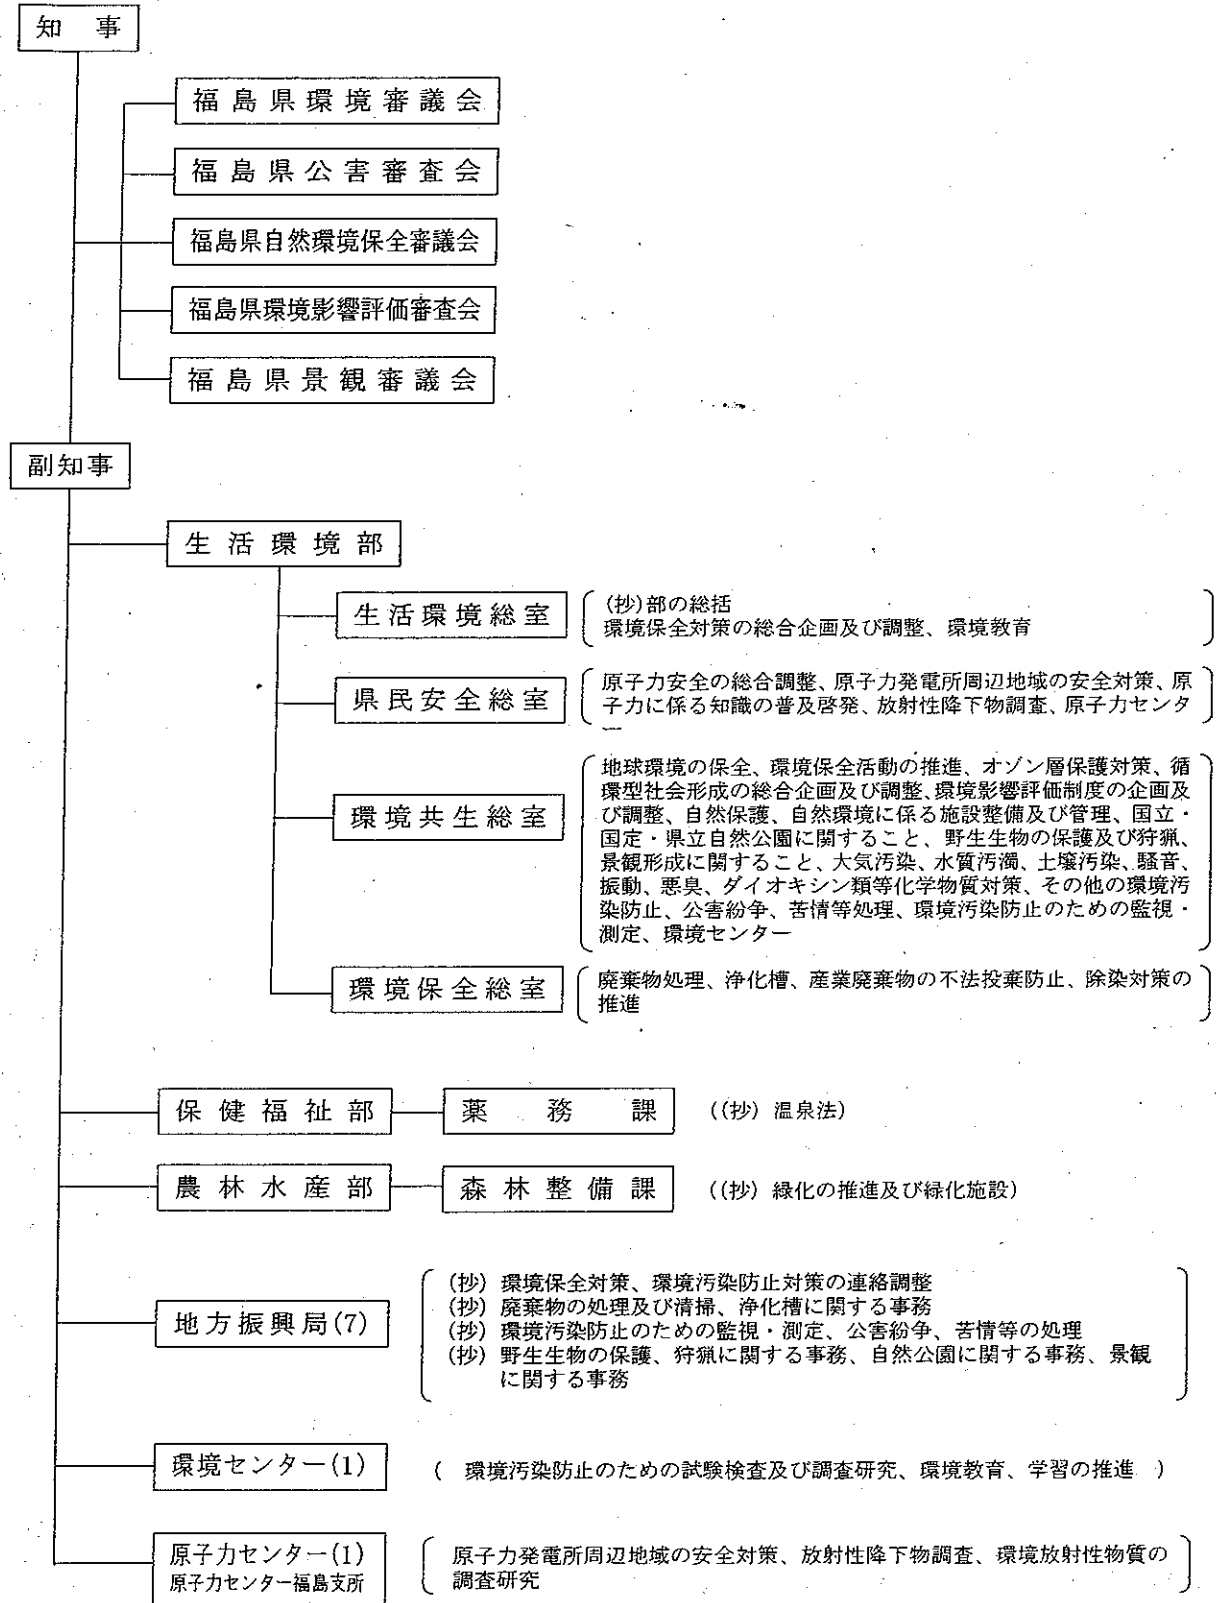 知事
福島県環境審議会
福島県公害審査会
福島県自然環境保全審議会
福島県環境影響評価審査会
福島県景観審議会
副知事
生活環境部
生活環境総室
(抄)部の総括
環境保全対策の総合企画及び調整、環境教育
県民安全総室
原子力安全の総合調整、原子力発電所周辺地域の安全対策、原
子力に係る知識の普及啓発、放射性降下物調査、原子力センタ
ー
環境共生総室
地球環境の保全、環境保全活動の推進、オゾン層保護対策、循
環型社会形成の総合企画及び調整、環境影響評価制度の企画及
び調整、自然保護、自然環境に係る施設整備及び管理、国立・
国定・県立自然公園に関すること、野生生物の保護及び狩猟、
景観形成に関すること、大気汚染、水質汚濁、土壌汚染、騒音、
振動、悪臭、ダイオキシン類等化学物質対策、その他の環境汚
染防止、公害紛争、苦情等処理、環境汚染防止のための監視・
測定、環境センター
環境保全総室
廃棄物処理、浄化槽、産業廃棄物の不法投棄防止、除染対策の
推進
保健福祉部
薬務課
((抄) 温泉法)
農林水産部
森林整備課
((抄) 緑化の推進及び緑化施設)
地方振興局(7)
(抄) 環境保全対策、環境汚染防止対策の連絡調整
(抄) 廃棄物の処理及び清掃、浄化槽に関する事務
(抄) 環境汚染防止のための監視・測定、公害紛争、苦情等の処理
(抄) 野生生物の保護、狩猟に関する事務、自然公園に関する事務、景観
に関する事務
環境センター(1)
( 環境汚染防止のための試験検査及び調査研究、環境教育、学習の推進 )
原子力センター(1)
原子力センター福島支所
原子力発電所周辺地域の安全対策、放射性降下物調査、環境放射性物質の
調査研究